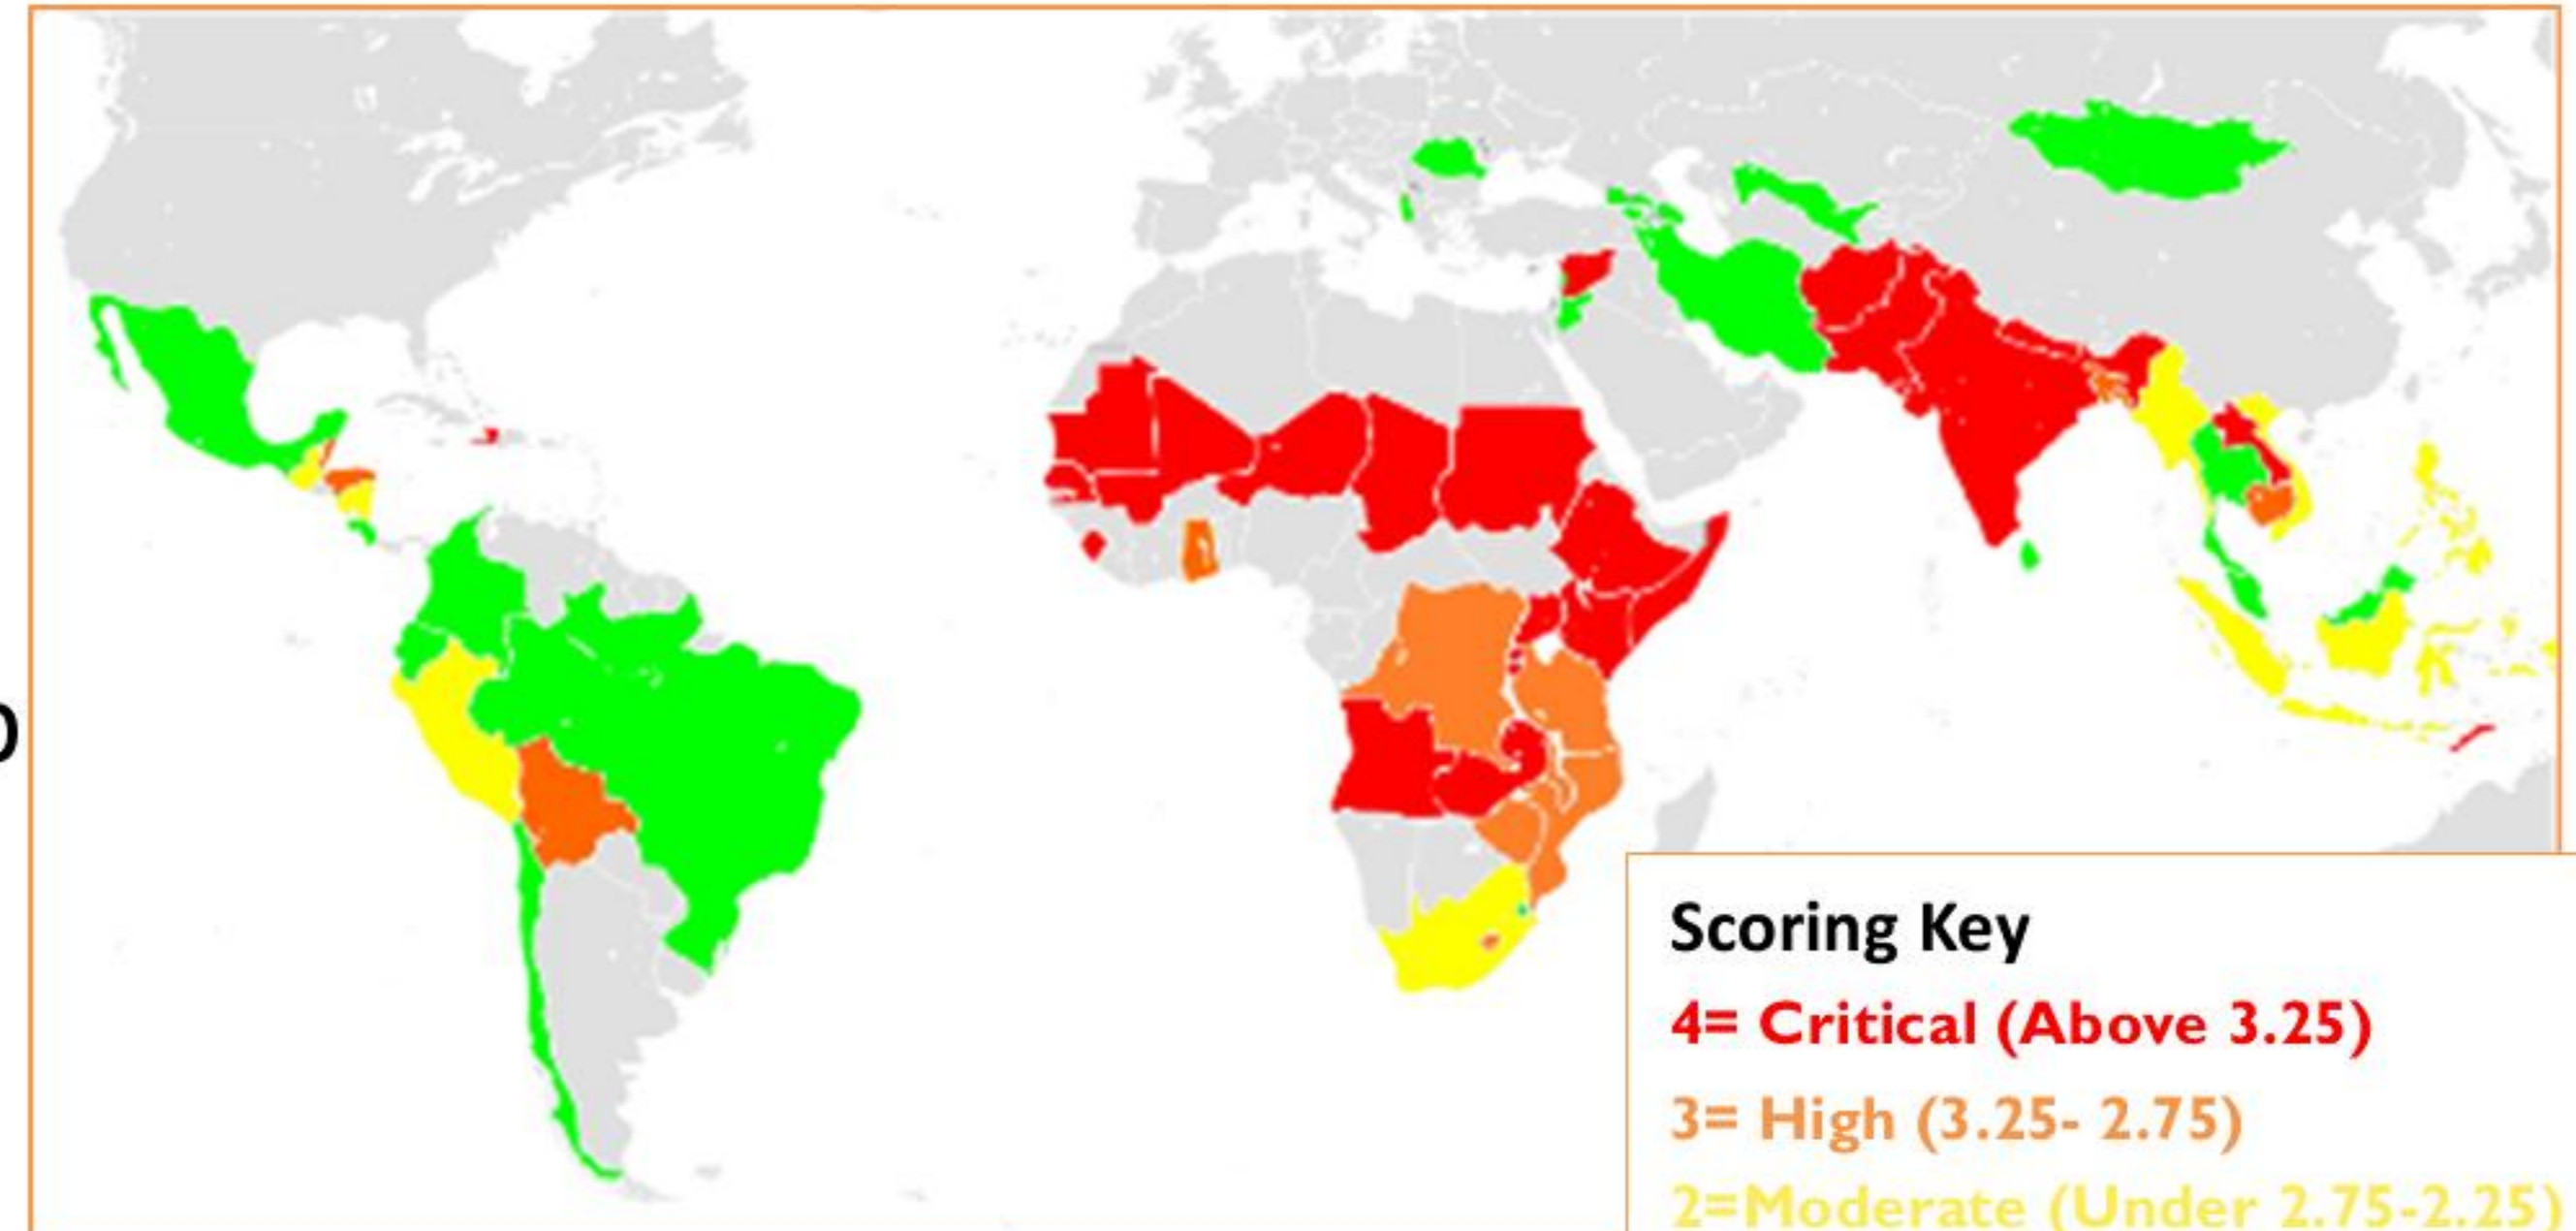 Scoring Key
4= Critical (Above 3.25)
3= High (3.25- 2.75)
2=Moderate (Under 2.75-2.25)